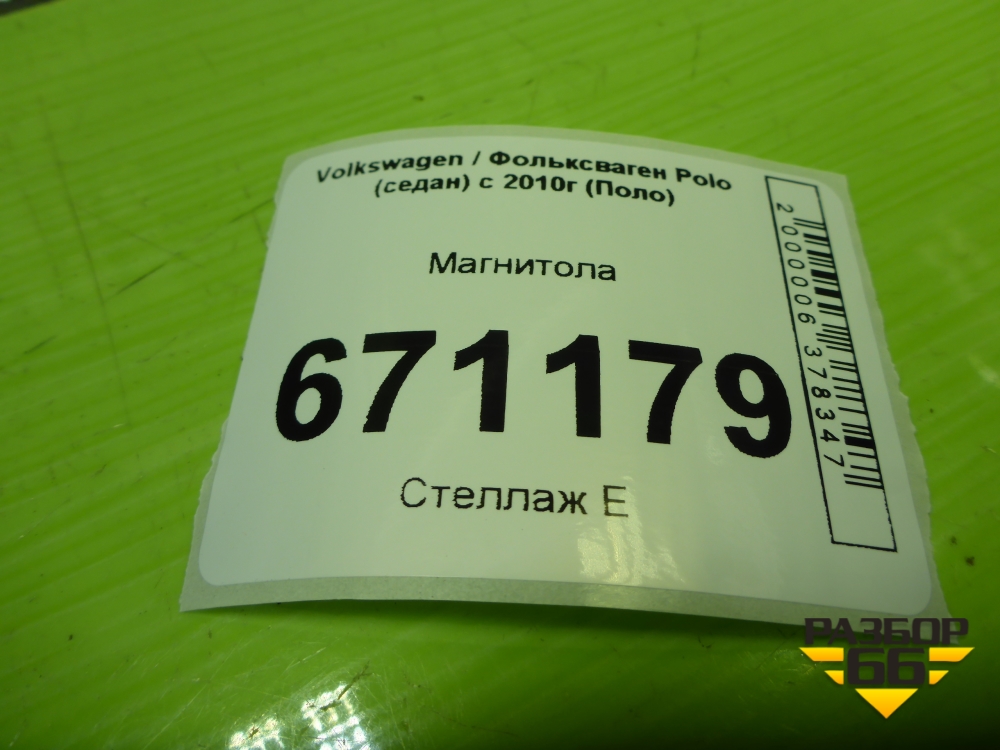 Volkswagen / Фольксваген Polo
(седан) с 2010г (Поло)
Магнитола
671179
Стеллаж Е
2000006378347
РАЗБОР
66